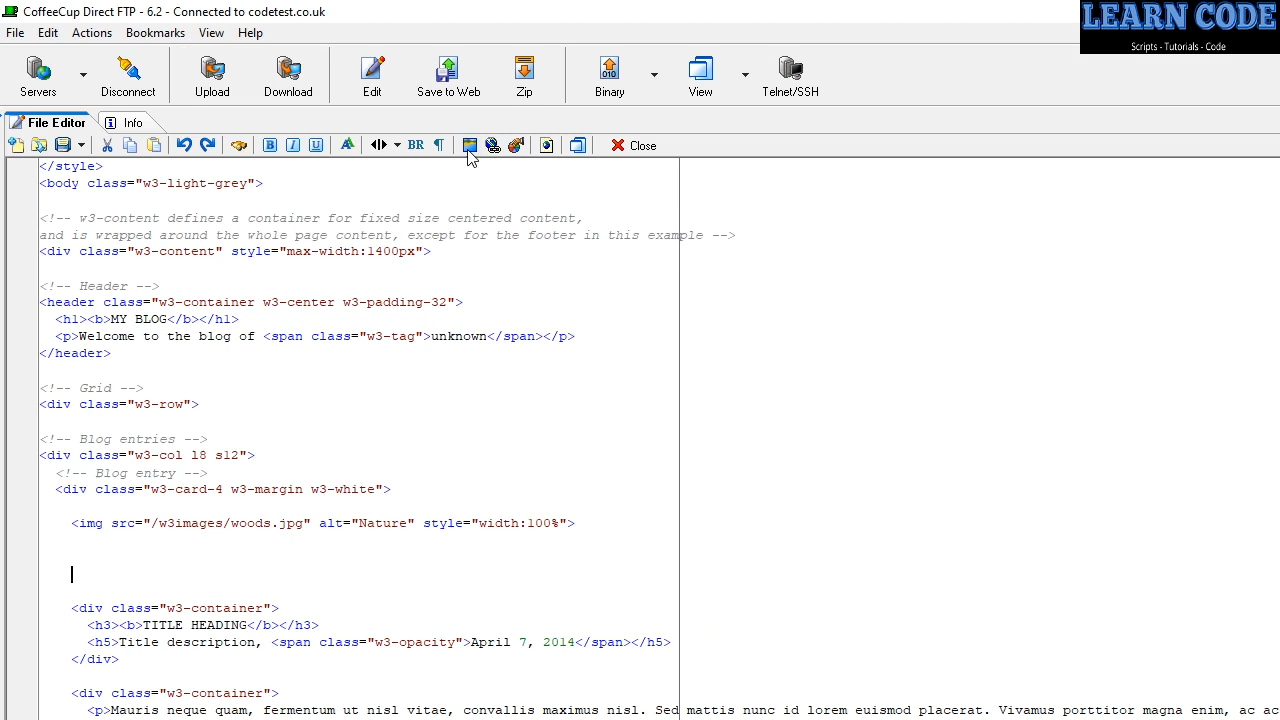 CoffeeCup Direct FTP - 6.2 - Connected to codetest.co.uk
LEARN CODE
Scripts - Tutorials - Code
File Edit Actions Bookmarks View Help
Servers Disconnect Upload Download Edit Save to Web Zip Binary View Telnet/SSH
010
File Editor Info
B I U A BR ¶ Close
</style>
<body class="w3-light-grey">
<!-- w3-content defines a container for fixed size centered content,
and is wrapped around the whole page content, except for the footer in this example -->
<div class="w3-content" style="max-width:1400px">
<!-- Header -->
<header class="w3-container w3-center w3-padding-32">
<h1><b>MY BLOG</b></h1>
<p>Welcome to the blog of <span class="w3-tag">unknown</span></p>
</header>
<!-- Grid -->
<div class="w3-row">
<!-- Blog entries -->
<div class="w3-col l8 s12">
<!-- Blog entry -->
<div class="w3-card-4 w3-margin w3-white">
<img src="/w3images/woods.jpg" alt="Nature" style="width:100%">
<div class="w3-container">
<h3><b>TITLE HEADING</b></h3>
<h5>Title description, <span class="w3-opacity">April 7, 2014</span></h5>
</div>
<div class="w3-container">
<p>Mauris neque quam, fermentum ut nisl vitae, convallis maximus nisl. Sed mattis nunc id lorem euismod placerat. Vivamus porttitor magna enim, ac ac